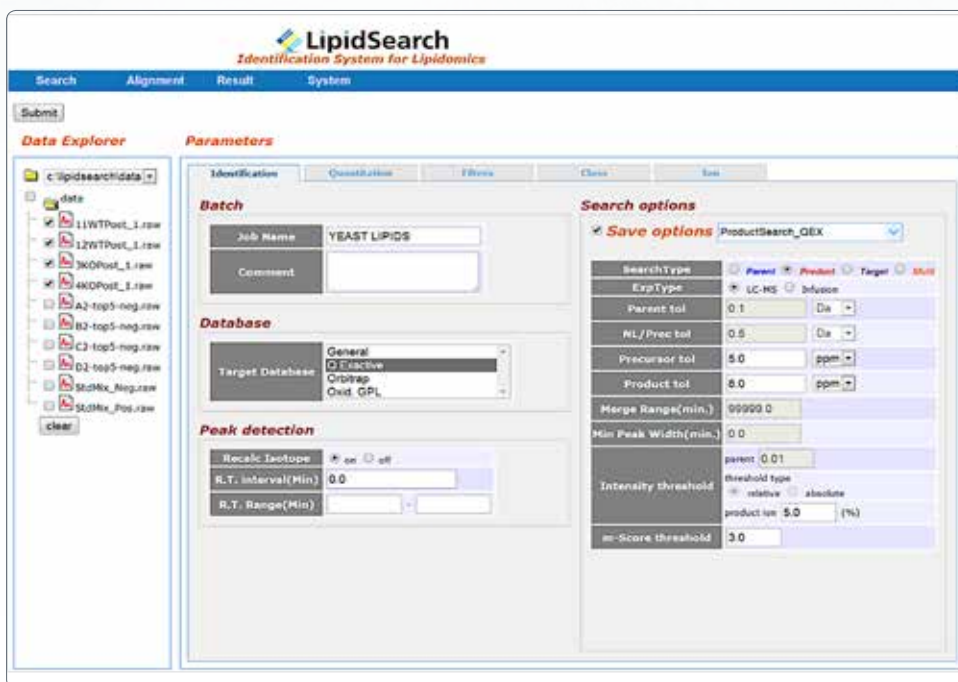 LipidSearch
Identification System for Lipidomics
Search Alignment Result System
Submit
Data Explorer
c:\lipidsearch\data
data
11WTPost_1.raw
12WTPost_1.raw
3KOPost_1.raw
4KOPost_1.raw
A2-top5-neg.raw
B2-top5-neg.raw
C2-top5-neg.raw
D2-top5-neg.raw
StdMix_Neg.raw
StdMix_Pos.raw
clear
Parameters
Identification Quantitation Filters Class Ion
Batch
Job Name YEAST LIPIDS
Comment
Database
Target Database
General
Q Exactive
Orbitrap
Oxid. GPL
Peak detection
Recalc Isotope on off
R.T. interval(Min) 0.0
R.T. Range(Min) -
Search options
Save options ProductSearch_QEX
SearchType Parent Product Target
ExpType LC-MS Infusion
Parent tol 0.1 Da
NL/Prec tol 0.5 Da
Precursor tol 5.0 ppm
Product tol 8.0 ppm
Merge Range(min.) 99999.0
Min Peak Width(min.) 0.0
Intensity threshold
parent 0.01
threshold type
relative absolute
product ion 5.0 (%)
m-Score threshold 3.0